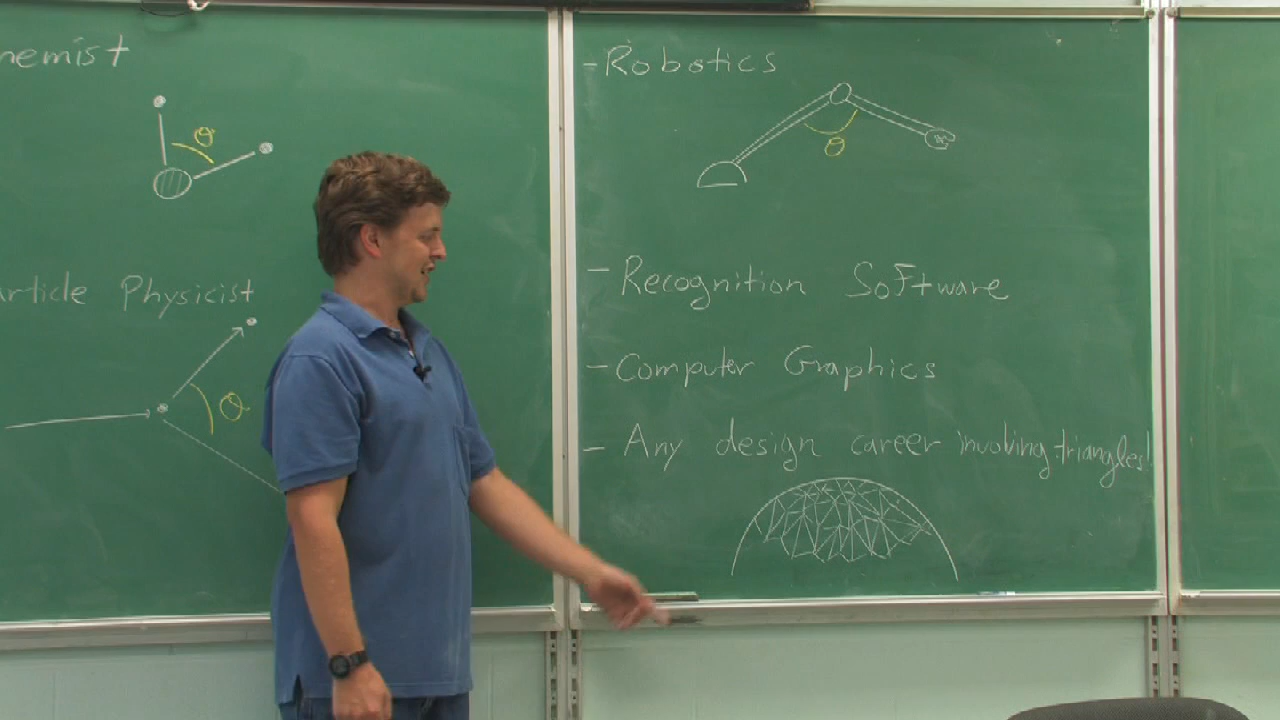 nemist
θ
article Physicist
θ
- Robotics
θ
- Recognition Software
- Computer Graphics
- Any design career involving triangles!